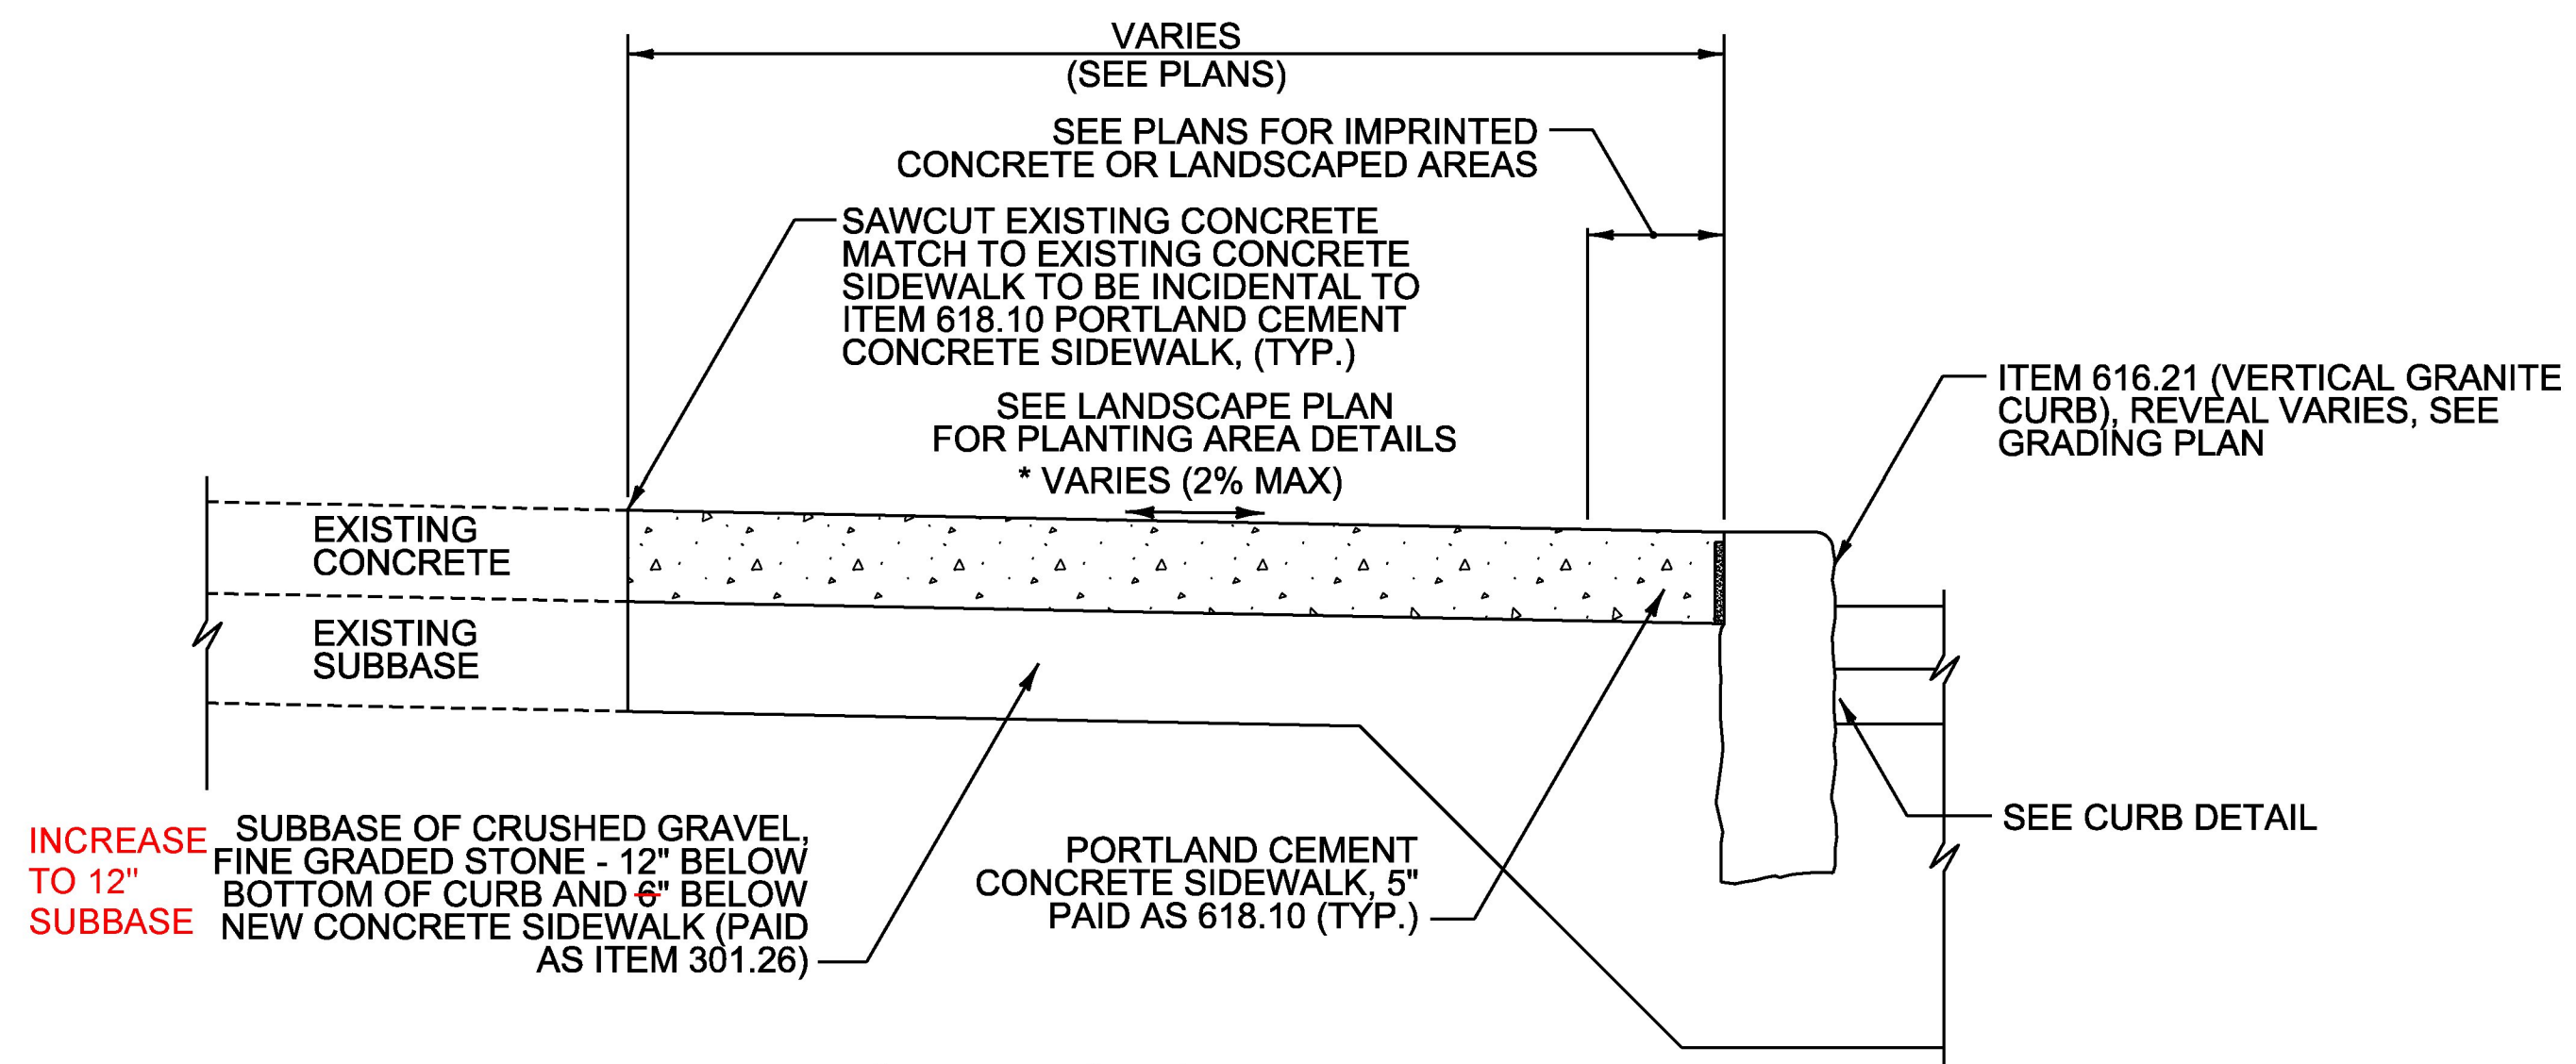 VARIES
(SEE PLANS)
SEE PLANS FOR IMPRINTED
CONCRETE OR LANDSCAPED AREAS
SAWCUT EXISTING CONCRETE
MATCH TO EXISTING CONCRETE
SIDEWALK TO BE INCIDENTAL TO
ITEM 618.10 PORTLAND CEMENT
CONCRETE SIDEWALK, (TYP.)
SEE LANDSCAPE PLAN
FOR PLANTING AREA DETAILS
* VARIES (2% MAX)
ITEM 616.21 (VERTICAL GRANITE
CURB), REVEAL VARIES, SEE
GRADING PLAN
EXISTING
CONCRETE
EXISTING
SUBBASE
INCREASE
TO 12"
SUBBASE
SUBBASE OF CRUSHED GRAVEL,
FINE GRADED STONE - 12" BELOW
BOTTOM OF CURB AND 6" BELOW
NEW CONCRETE SIDEWALK (PAID
AS ITEM 301.26)
PORTLAND CEMENT
CONCRETE SIDEWALK, 5"
PAID AS 618.10 (TYP.)
SEE CURB DETAIL